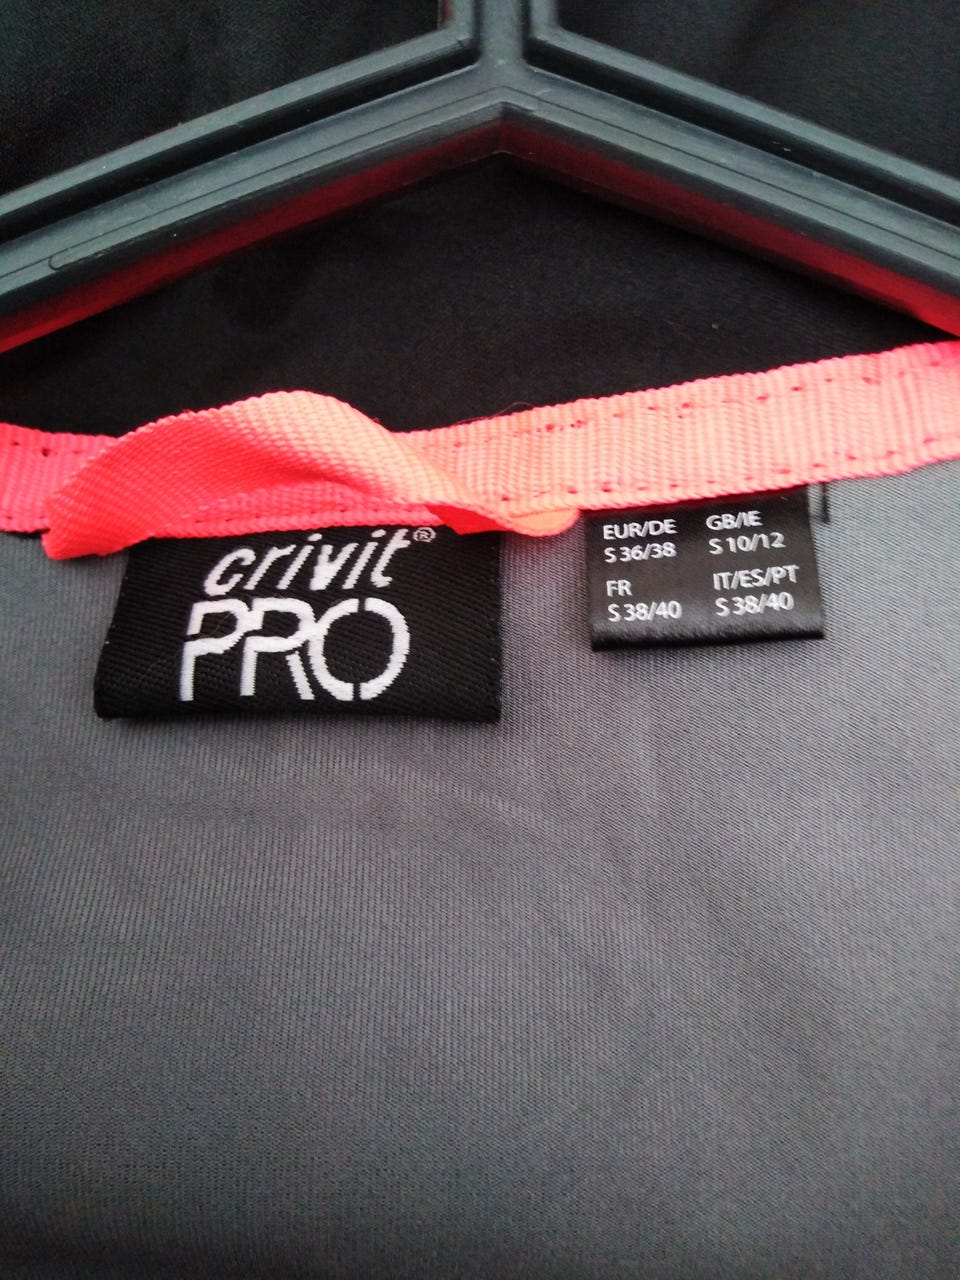 crivit®
PRO
EUR/DE GB/IE
S 36/38 S 10/12
FR IT/ES/PT
S 38/40 S 38/40